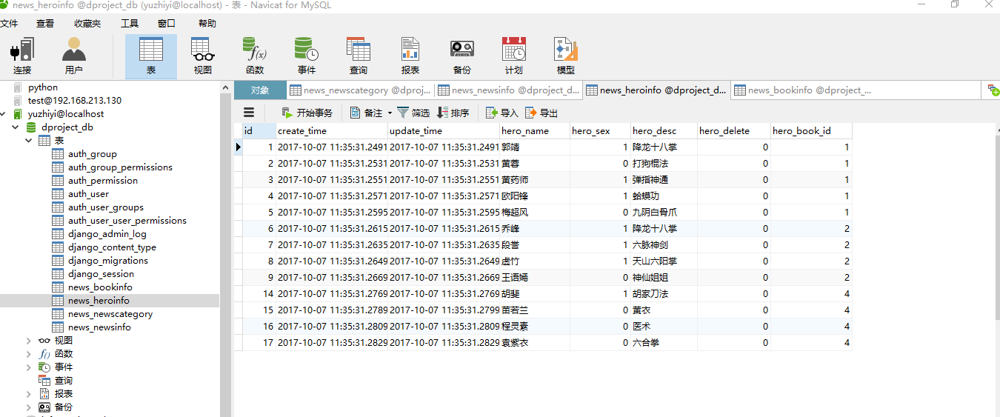 news_heroinfo @dproject_db (yuzhiyi@localhost) - 表 - Navicat for MySQL
文件 查看 收藏夹 工具 窗口 帮助
连接 用户 表 视图 函数 事件 查询 报表 备份 计划 模型
python
test@192.168.213.130
yuzhiyi@localhost
dproject_db
表
auth_group
auth_group_permissions
auth_permission
auth_user
auth_user_groups
auth_user_user_permissions
django_admin_log
django_content_type
django_migrations
django_session
news_bookinfo
news_heroinfo
news_newscategory
news_newsinfo
视图
函数
事件
查询
报表
备份
对象 news_newscategory @dproj... news_newsinfo @dproject_d... news_heroinfo @dproject_d... news_bookinfo @dproject_...
开始事务 备注 筛选 排序 导入 导出
id create_time update_time hero_name hero_sex hero_desc hero_delete hero_book_id
1 2017-10-07 11:35:31.2491 2017-10-07 11:35:31.2491 郭靖 1 降龙十八掌 0 1
2 2017-10-07 11:35:31.2531 2017-10-07 11:35:31.2531 黄蓉 0 打狗棍法 0 1
3 2017-10-07 11:35:31.2551 2017-10-07 11:35:31.2551 黄药师 1 弹指神通 0 1
4 2017-10-07 11:35:31.2571 2017-10-07 11:35:31.2571 欧阳锋 1 蛤蟆功 0 1
5 2017-10-07 11:35:31.2595 2017-10-07 11:35:31.2595 梅超风 0 九阴白骨爪 0 1
6 2017-10-07 11:35:31.2615 2017-10-07 11:35:31.2615 乔峰 1 降龙十八掌 0 2
7 2017-10-07 11:35:31.2635 2017-10-07 11:35:31.2635 段誉 1 六脉神剑 0 2
8 2017-10-07 11:35:31.2649 2017-10-07 11:35:31.2649 虚竹 1 天山六阳掌 0 2
9 2017-10-07 11:35:31.2669 2017-10-07 11:35:31.2669 王语嫣 0 神仙姐姐 0 2
14 2017-10-07 11:35:31.2769 2017-10-07 11:35:31.2769 胡斐 1 胡家刀法 0 4
15 2017-10-07 11:35:31.2789 2017-10-07 11:35:31.2799 苗若兰 0 黄衣 0 4
16 2017-10-07 11:35:31.2809 2017-10-07 11:35:31.2809 程灵素 0 医术 0 4
17 2017-10-07 11:35:31.2829 2017-10-07 11:35:31.2829 袁紫衣 0 六合拳 0 4